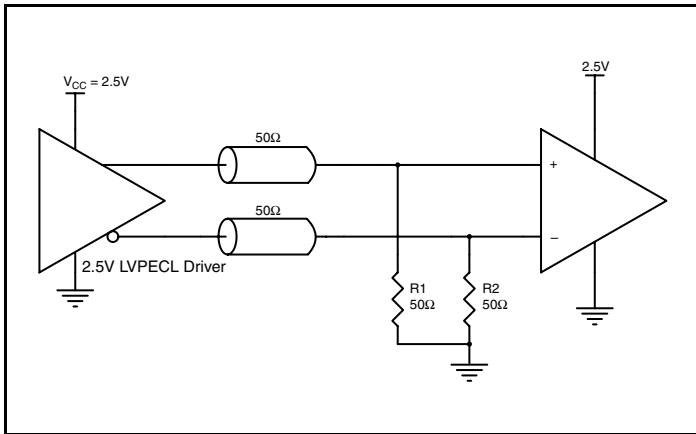 V_CC = 2.5V
2.5V
50Ω
+
50Ω
−
2.5V LVPECL Driver
R1
50Ω
R2
50Ω